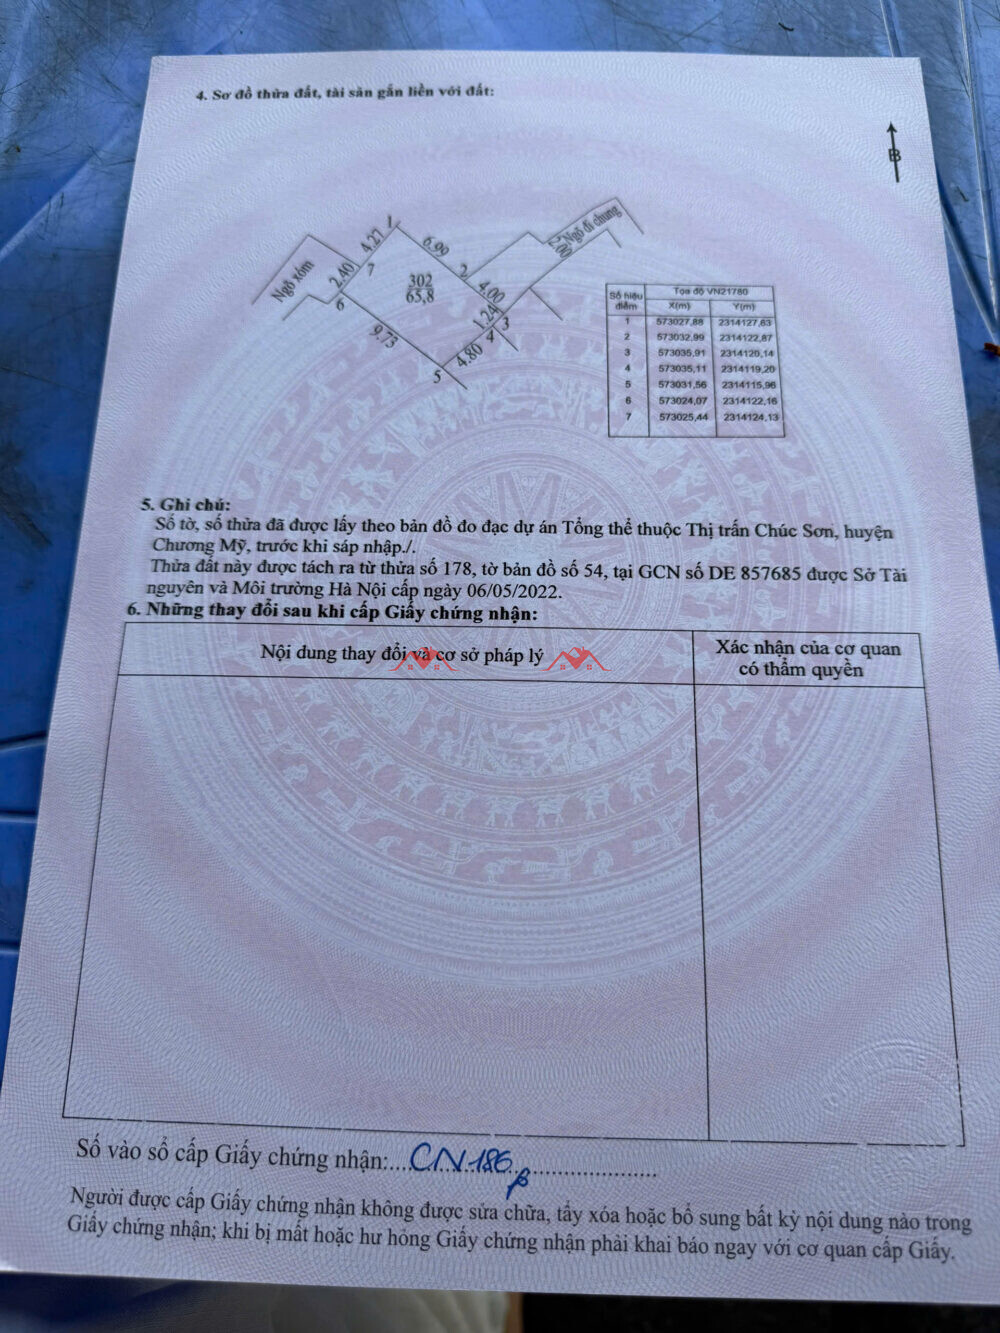 4. Sơ đồ thửa đất, tài sản gắn liền với đất:
B
Ngõ xóm
Ngõ đi chung
2.00
1
4.27
6.99
7
2.40
6
302
65,8
2
4.00
1.24
3
4
9.73
4.80
5
Số hiệu điểm Tọa độ VN21780
X(m) Y(m)
1 573027,88 2314127,63
2 573032,99 2314122,87
3 573035,91 2314120,14
4 573035,11 2314119,20
5 573031,56 2314115,96
6 573024,07 2314122,16
7 573025,44 2314124,13
5. Ghi chú:
Số tờ, số thửa đã được lấy theo bản đồ đo đạc dự án Tổng thể thuộc Thị trấn Chúc Sơn, huyện
Chương Mỹ, trước khi sáp nhập./.
Thửa đất này được tách ra từ thửa số 178, tờ bản đồ số 54, tại GCN số DE 857685 được Sở Tài
nguyên và Môi trường Hà Nội cấp ngày 06/05/2022.
6. Những thay đổi sau khi cấp Giấy chứng nhận:
Nội dung thay đổi và cơ sở pháp lý
Xác nhận của cơ quan
có thẩm quyền
Số vào sổ cấp Giấy chứng nhận:....CN186....................
Người được cấp Giấy chứng nhận không được sửa chữa, tẩy xóa hoặc bổ sung bất kỳ nội dung nào trong
Giấy chứng nhận; khi bị mất hoặc hư hỏng Giấy chứng nhận phải khai báo ngay với cơ quan cấp Giấy.